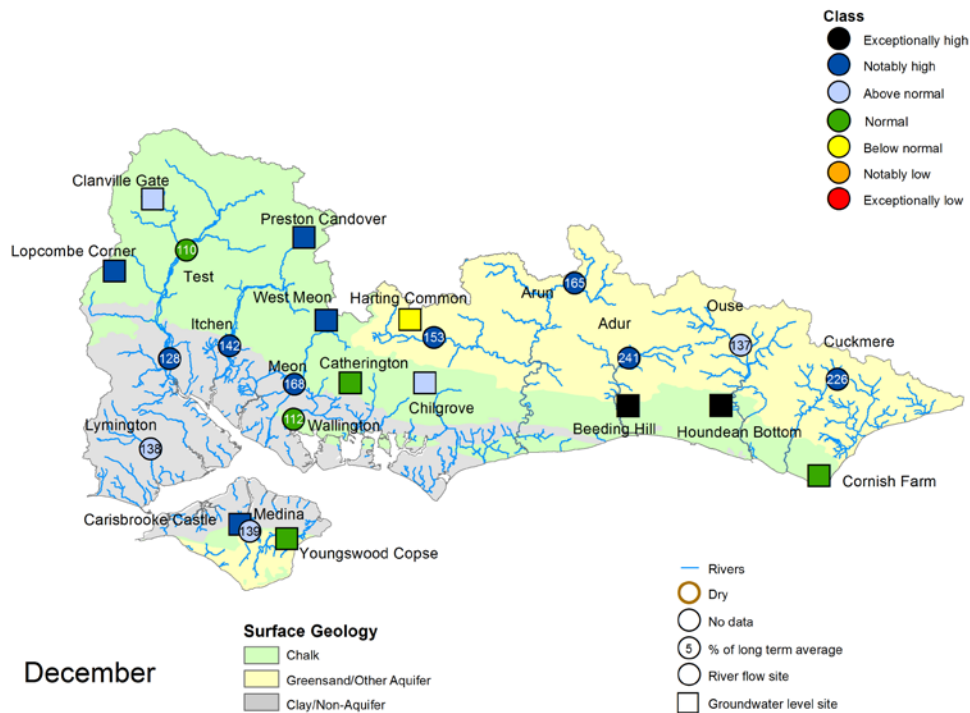 Class
Exceptionally high
Notably high
Above normal
Normal
Below normal
Notably low
Exceptionally low
Clanville Gate
Preston Candover
Lopcombe Corner
110
Test
West Meon
Harting Common
Arun
165
Ouse
Adur
Itchen
142
153
137
Cuckmere
128
Meon
168
Catherington
241
226
Chilgrove
112
Wallington
Beeding Hill
Houndean Bottom
Lymington
138
Cornish Farm
Carisbrooke Castle
Medina
139
Youngswood Copse
Rivers
Dry
No data
5
% of long term average
River flow site
Groundwater level site
Surface Geology
Chalk
Greensand/Other Aquifer
Clay/Non-Aquifer
December